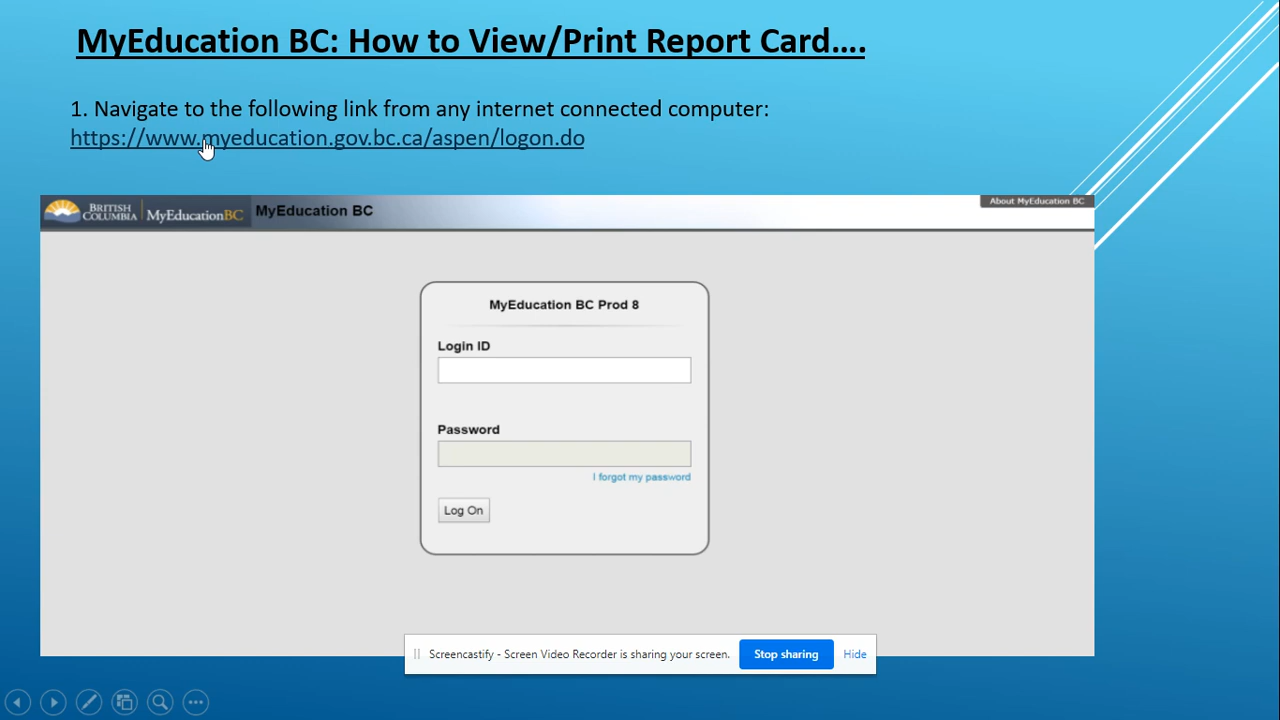 MyEducation BC: How to View/Print Report Card....
1. Navigate to the following link from any internet connected computer:
https://www.myeducation.gov.bc.ca/aspen/logon.do
BRITISH
COLUMBIA
MyEducationBC
MyEducation BC
About MyEducation BC
MyEducation BC Prod 8
Login ID
Password
I forgot my password
Log On
Screencastify - Screen Video Recorder is sharing your screen.
Stop sharing
Hide